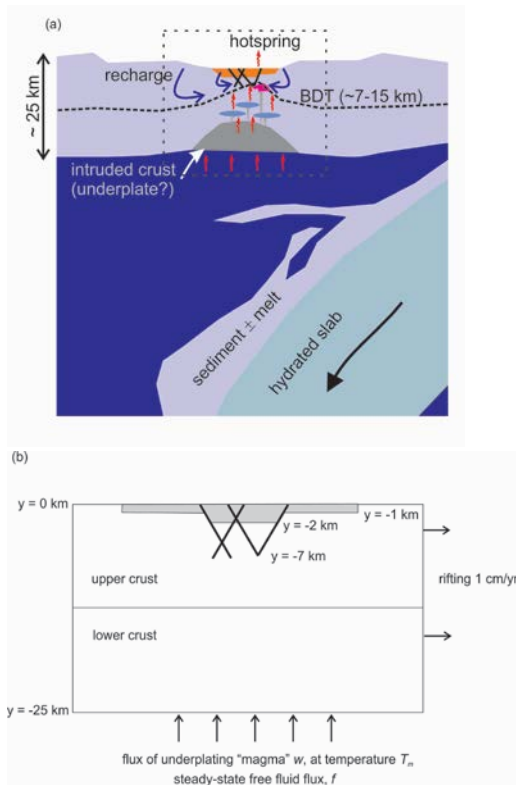 (a)
hotspring
recharge
BDT (~7-15 km)
~ 25 km
intruded crust
(underplate?)
sediment ± melt
hydrated slab
(b)
y = 0 km
y = -1 km
y = -2 km
y = -7 km
upper crust
rifting 1 cm/yr
lower crust
y = -25 km
flux of underplating "magma" w, at temperature Tm
steady-state free fluid flux, f